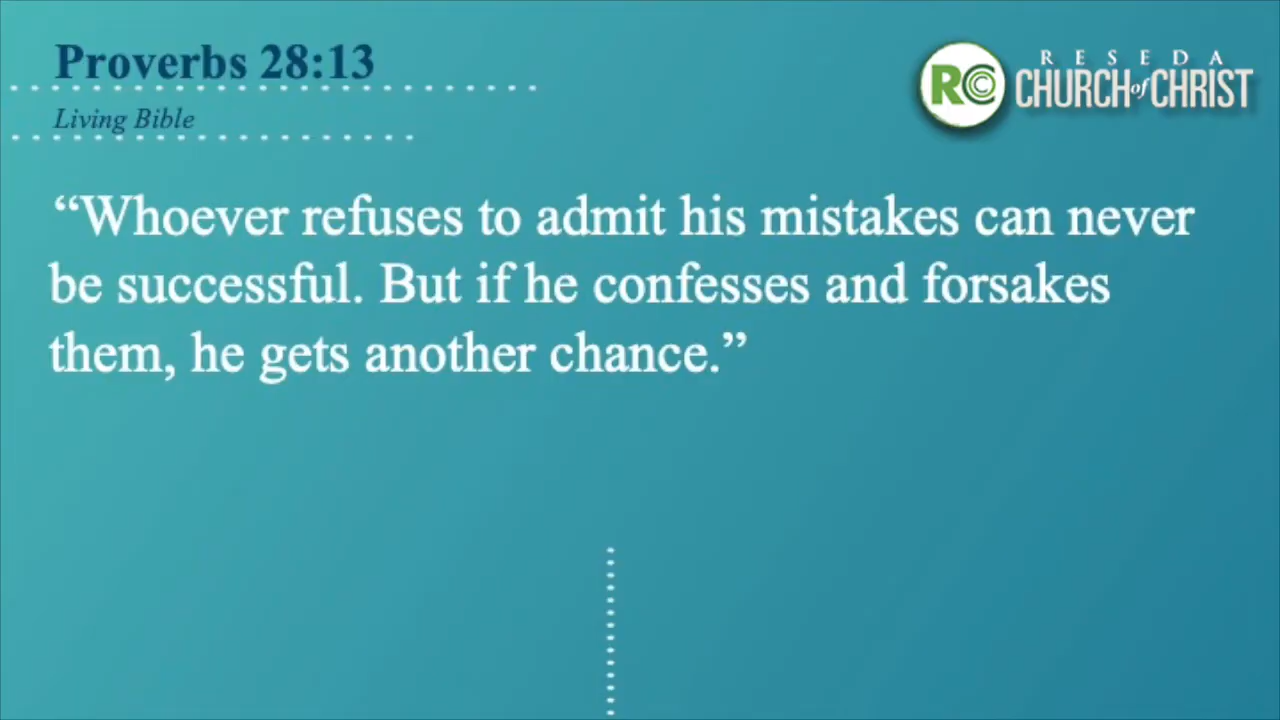 Proverbs 28:13
Living Bible
RCC
RESEDA
CHURCH of CHRIST
“Whoever refuses to admit his mistakes can never
be successful. But if he confesses and forsakes
them, he gets another chance.”